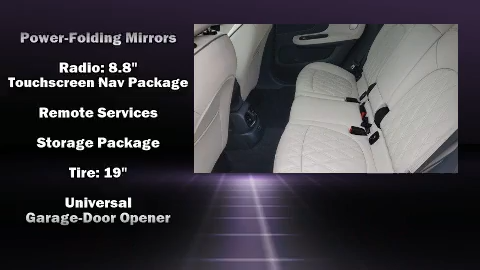 Power-Folding Mirrors
Radio: 8.8"
Touchscreen Nav Package
Remote Services
Storage Package
Tire: 19"
Universal
Garage-Door Opener